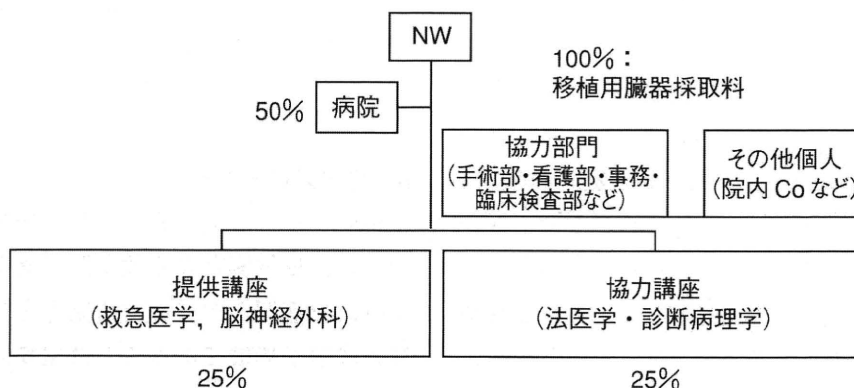 NW
100％：
移植用臓器採取料
50％
病院
協力部門
（手術部・看護部・事務・
臨床検査部など）
その他個人
（院内 Co など）
提供講座
（救急医学，脳神経外科）
協力講座
（法医学・診断病理学）
25％
25％